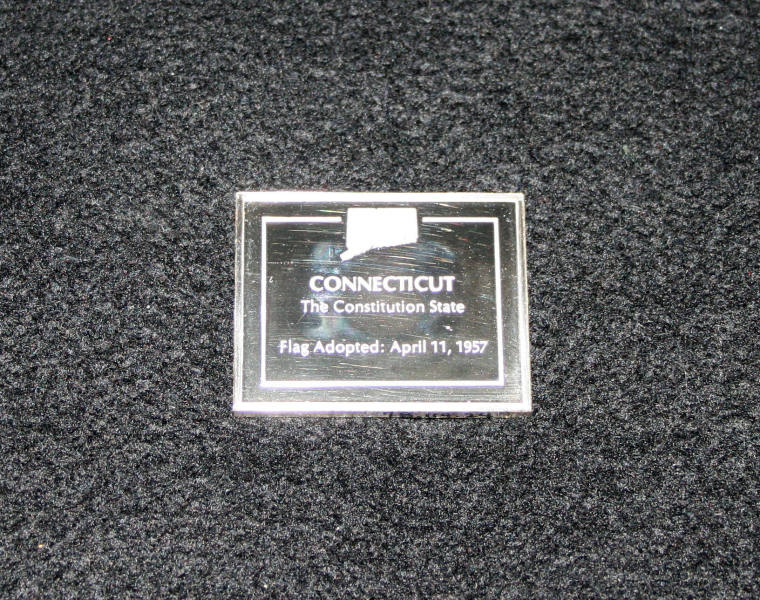 CONNECTICUT
The Constitution State
Flag Adopted: April 11, 1957